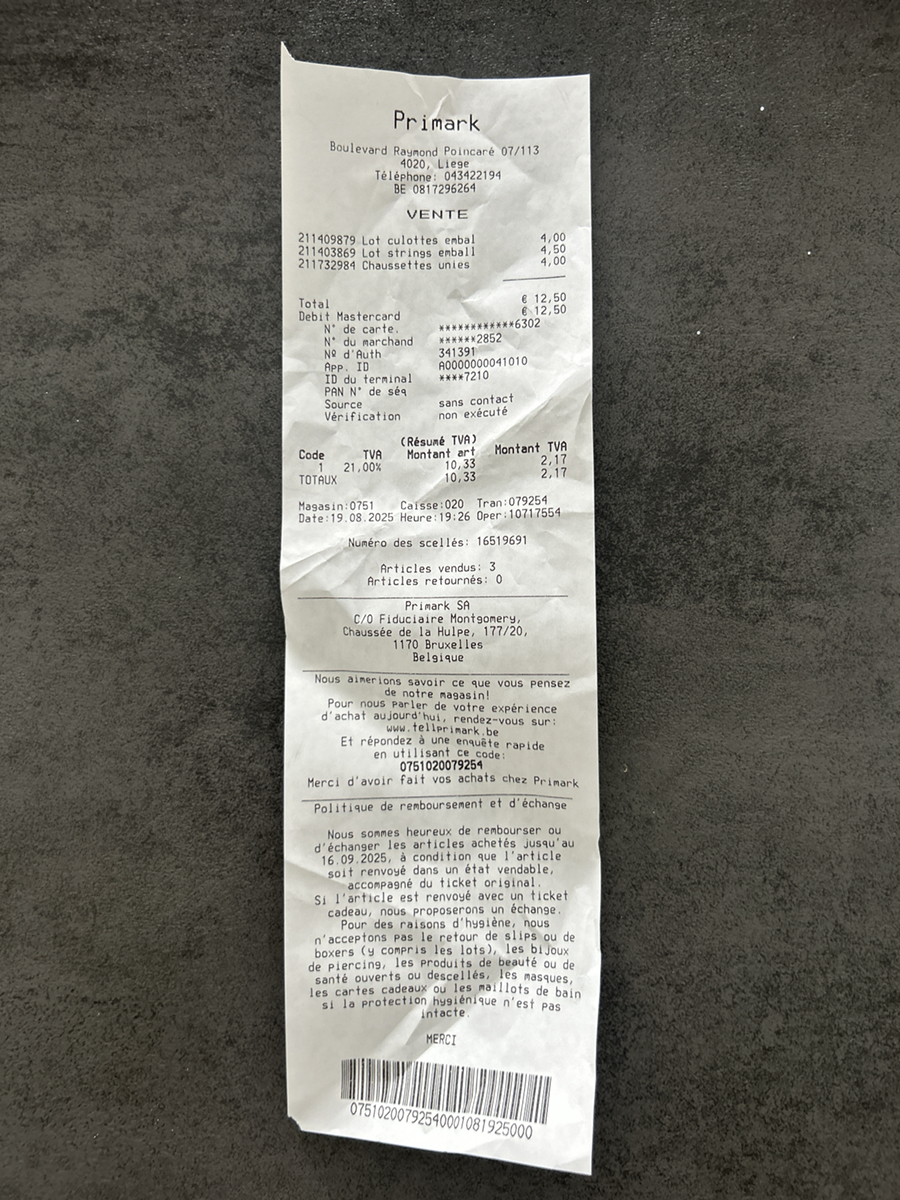 Primark
Boulevard Raymond Poincaré 07/113
4020, Liege
Téléphone: 043422194
BE 0817296264
VENTE
211409879 Lot culottes embal 4,00
211403869 Lot strings emball 4,50
211732984 Chaussettes unies 4,00
Total € 12,50
Debit Mastercard € 12,50
N° de carte. ************6302
N° du marchand ******2852
Nº d'Auth 341391
App. ID A0000000041010
ID du terminal ****7210
PAN N° de séq
Source sans contact
Vérification non exécuté
(Résumé TVA)
Code TVA Montant art Montant TVA
1 21,00% 10,33 2,17
TOTAUX 10,33 2,17
Magasin:0751 Caisse:020 Tran:079254
Date:19.08.2025 Heure:19:26 Oper:10717554
Numéro des scellés: 16519691
Articles vendus: 3
Articles retournés: 0
Primark SA
C/O Fiduciaire Montgomery,
Chaussée de la Hulpe, 177/20,
1170 Bruxelles
Belgique
Nous aimerions savoir ce que vous pensez
de notre magasin!
Pour nous parler de votre expérience
d'achat aujourd'hui, rendez-vous sur:
www.tellprimark.be
Et répondez à une enquête rapide
en utilisant ce code:
0751020079254
Merci d'avoir fait vos achats chez Primark
Politique de remboursement et d'échange
Nous sommes heureux de rembourser ou
d'échanger les articles achetés jusqu'au
16.09.2025, à condition que l'article
soit renvoyé dans un état vendable,
accompagné du ticket original.
Si l'article est renvoyé avec un ticket
cadeau, nous proposerons un échange.
Pour des raisons d'hygiène, nous
n'acceptons pas le retour de slips ou de
boxers (y compris les lots), les bijoux
de piercing, les produits de beauté ou de
santé ouverts ou descellés, les masques,
les cartes cadeaux ou les maillots de bain
si la protection hygiénique n'est pas
intacte.
MERCI
07510200792540001081925000